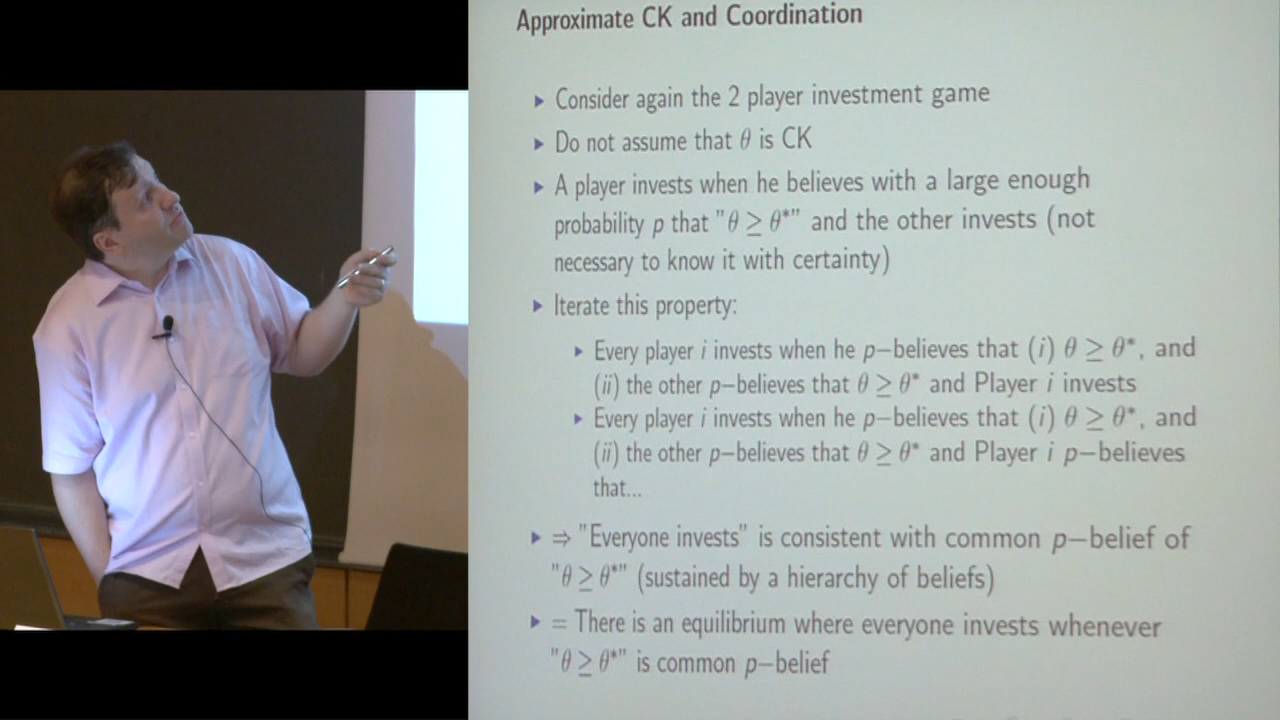 Approximate CK and Coordination
▶ Consider again the 2 player investment game
▶ Do not assume that θ is CK
▶ A player invests when he believes with a large enough
probability p that "θ ≥ θ*" and the other invests (not
necessary to know it with certainty)
▶ Iterate this property:
▶ Every player i invests when he p−believes that (i) θ ≥ θ*, and
(ii) the other p−believes that θ ≥ θ* and Player i invests
▶ Every player i invests when he p−believes that (i) θ ≥ θ*, and
(ii) the other p−believes that θ ≥ θ* and Player i p−believes
that...
▶ ⇒ "Everyone invests" is consistent with common p−belief of
"θ ≥ θ*" (sustained by a hierarchy of beliefs)
▶ = There is an equilibrium where everyone invests whenever
"θ ≥ θ*" is common p−belief